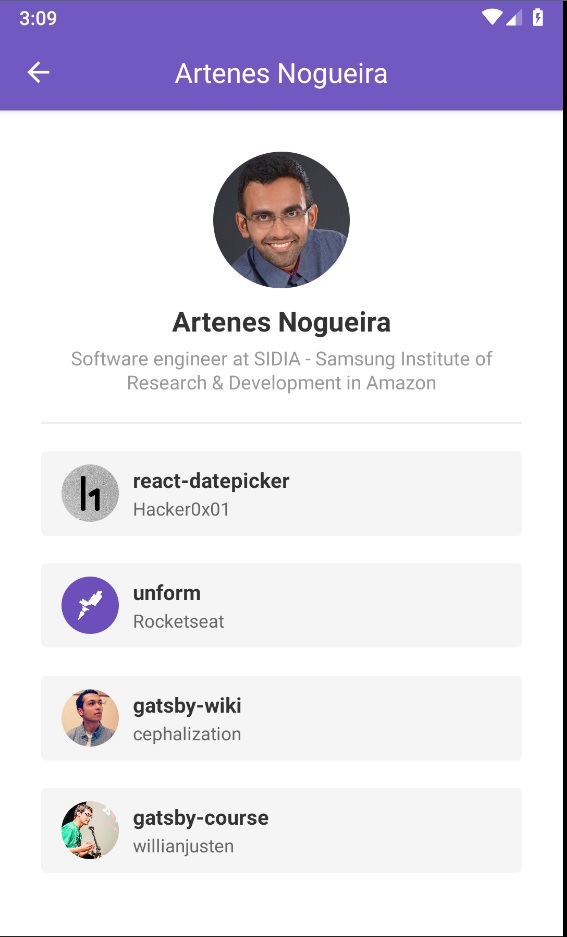 3:09
Artenes Nogueira
Artenes Nogueira
Software engineer at SIDIA - Samsung Institute of
Research & Development in Amazon
h1
react-datepicker
Hacker0x01
unform
Rocketseat
gatsby-wiki
cephalization
gatsby-course
willianjusten